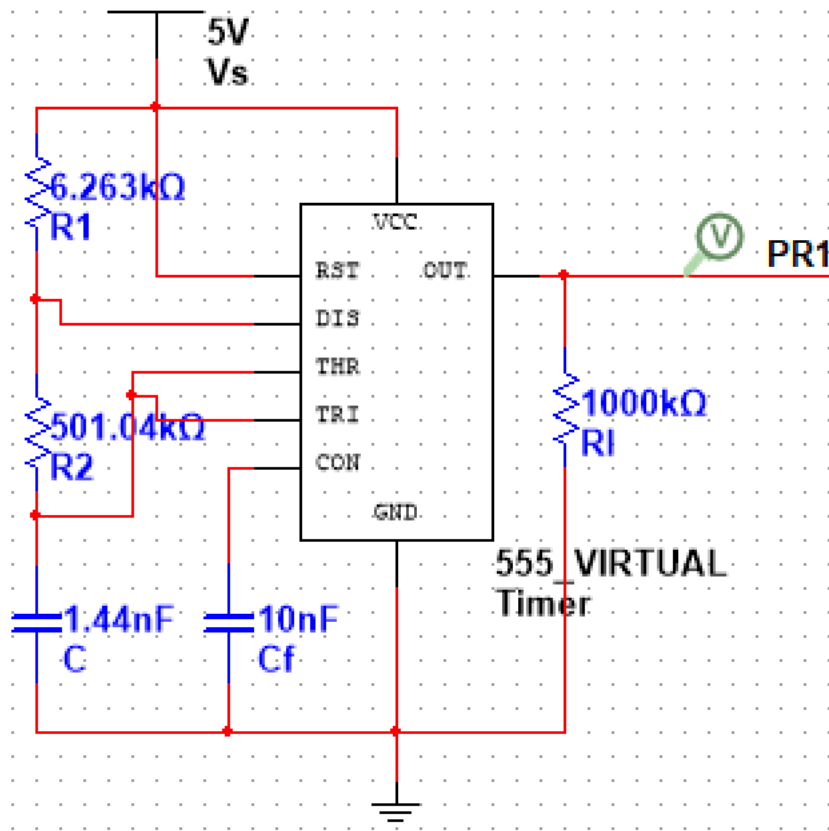 5V
Vs
6.263kΩ
R1
VCC
RST
OUT
V
PR1
DIS
THR
TRI
501.04kΩ
R2
CON
GND
1000kΩ
Rl
555_VIRTUAL
Timer
1.44nF
C
10nF
Cf